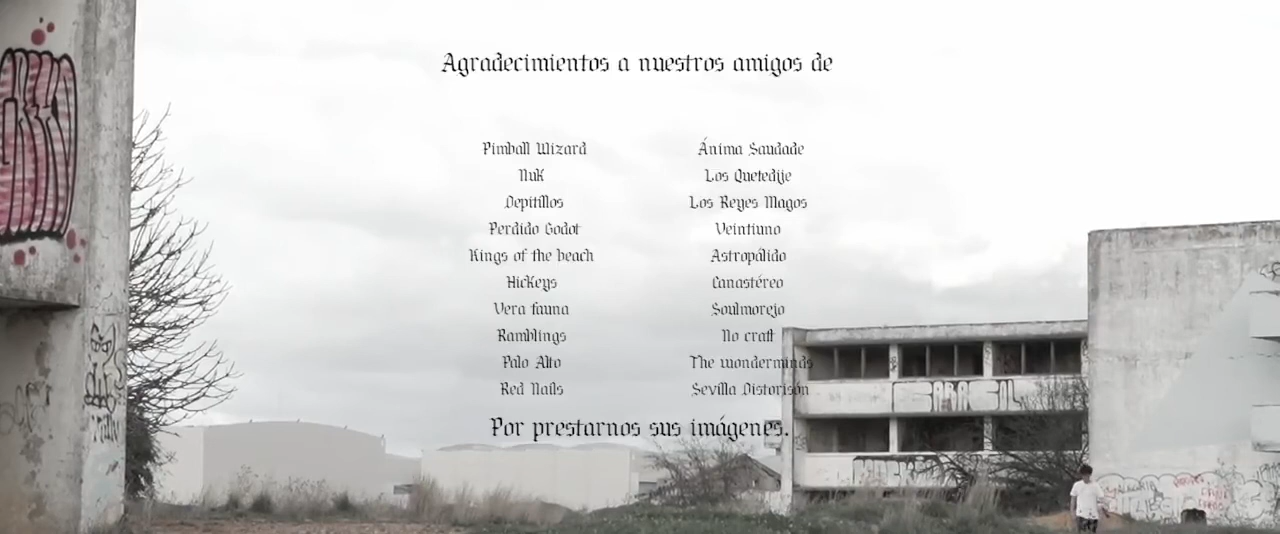 Agradecimientos a nuestros amigos de
Pimball Wizard
Nuk
Depitillos
Perdido Godot
Kings of the beach
Hickeys
Vera fauna
Ramblings
Palo Alto
Red Nails
Ánima Saudade
Los Quetedije
Los Reyes Magos
Veintiuno
Astropálido
Canastéreo
Soulmorejo
No craft
The wonderminds
Sevilla Distorisón
Por prestarnos sus imágenes.